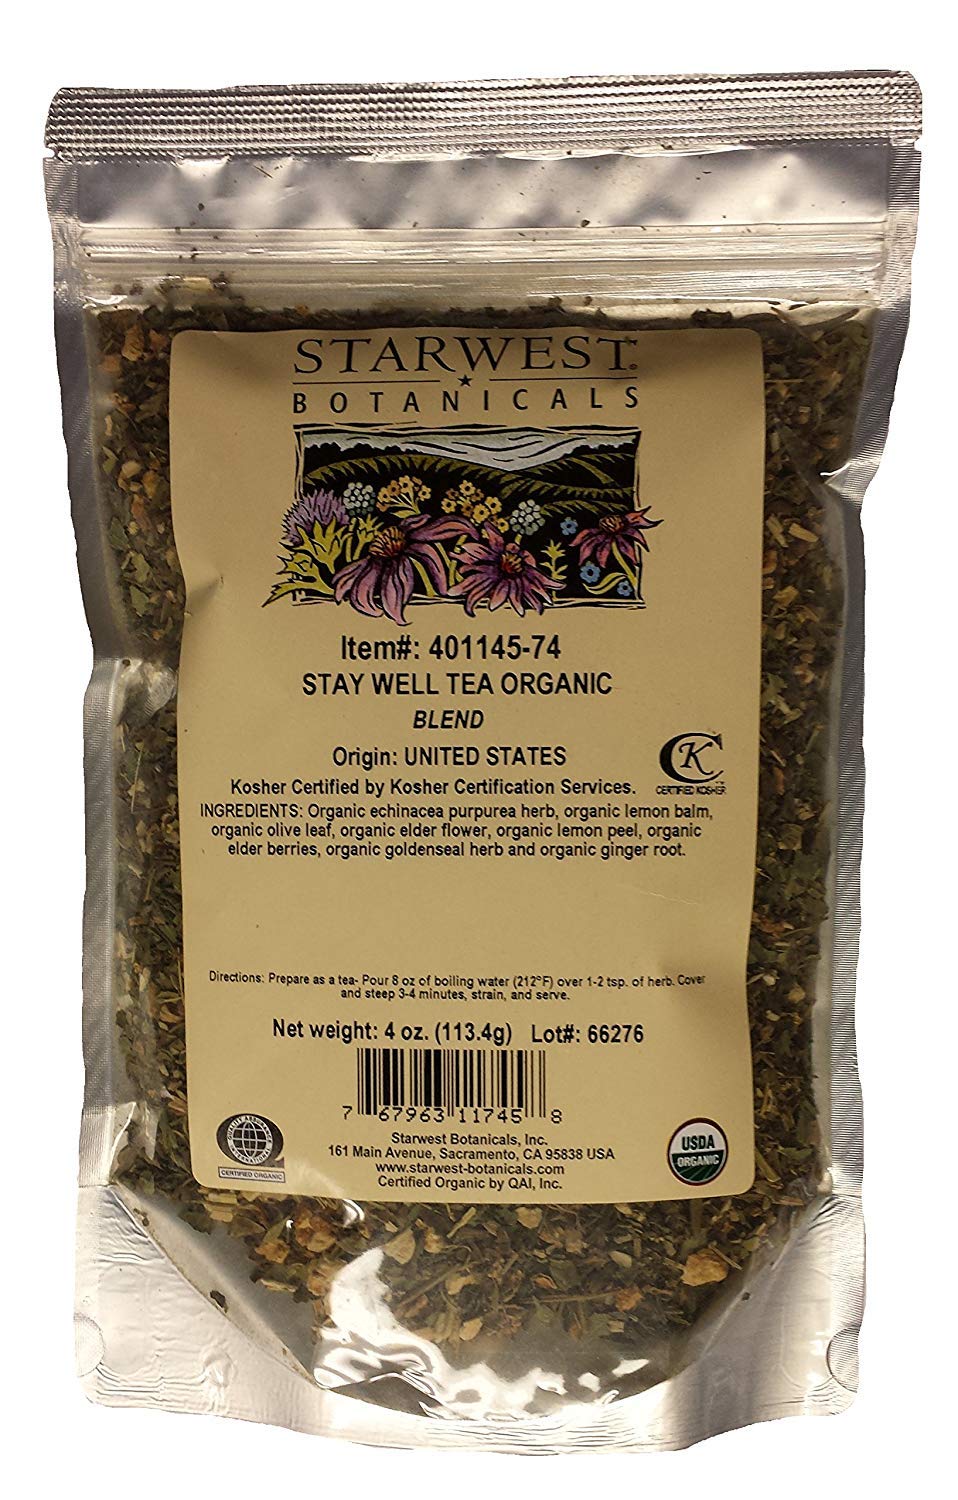 STARWEST®
BOTANICALS
Item#: 401145-74
STAY WELL TEA ORGANIC
BLEND
Origin: UNITED STATES
Kosher Certified by Kosher Certification Services.
K
CERTIFIED KOSHER
INGREDIENTS: Organic echinacea purpurea herb, organic lemon balm,
organic olive leaf, organic elder flower, organic lemon peel, organic
elder berries, organic goldenseal herb and organic ginger root.
Directions: Prepare as a tea- Pour 8 oz of boiling water (212°F) over 1-2 tsp. of herb. Cover
and steep 3-4 minutes, strain, and serve.
Net weight: 4 oz. (113.4g) Lot#: 66276
7 67963 11745 8
Starwest Botanicals, Inc.
161 Main Avenue, Sacramento, CA 95838 USA
www.starwest-botanicals.com
Certified Organic by QAI, Inc.
QUALITY ASSURANCE
INTERNATIONAL
CERTIFIED ORGANIC
USDA
ORGANIC